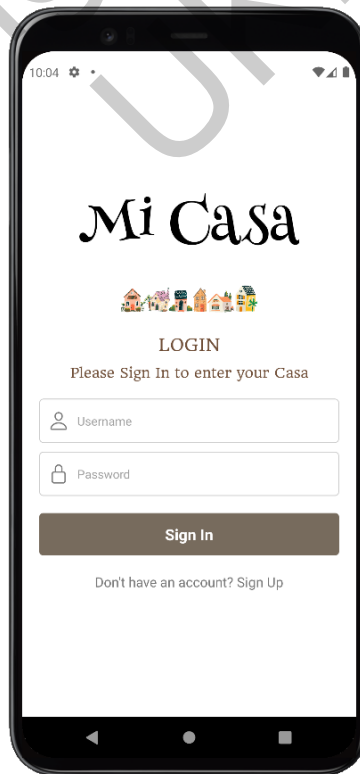 10:04
Mi Casa
LOGIN
Please Sign In to enter your Casa
Username
Password
Sign In
Don't have an account? Sign Up